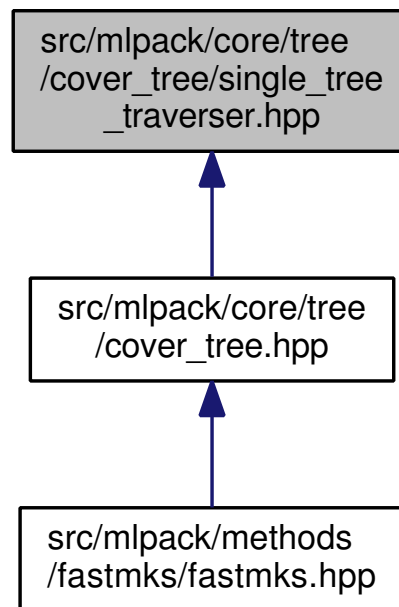 src/mlpack/core/tree
/cover_tree/single_tree
_traverser.hpp
src/mlpack/core/tree
/cover_tree.hpp
src/mlpack/methods
/fastmks/fastmks.hpp